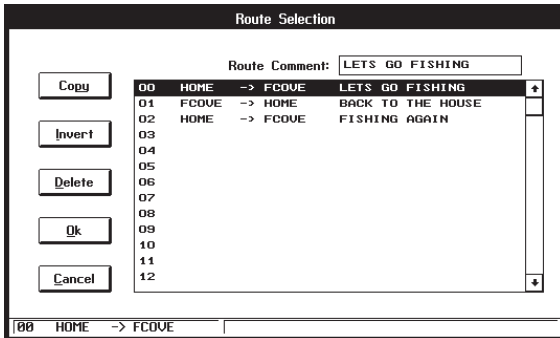 Route Selection
Route Comment: LETS GO FISHING
Copy
Invert
Delete
Ok
Cancel
00 HOME -> FCOVE LETS GO FISHING
01 FCOVE -> HOME BACK TO THE HOUSE
02 HOME -> FCOVE FISHING AGAIN
03
04
05
06
07
08
09
10
11
12
00 HOME -> FCOVE